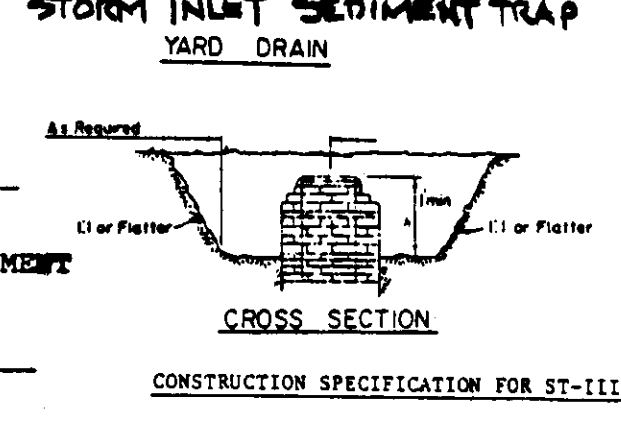 STORM INLET SEDIMENT TRAP
YARD DRAIN
As Required
1'min
1:1 or Flatter
1:1 or Flatter
MENT
CROSS SECTION
CONSTRUCTION SPECIFICATION FOR ST-III